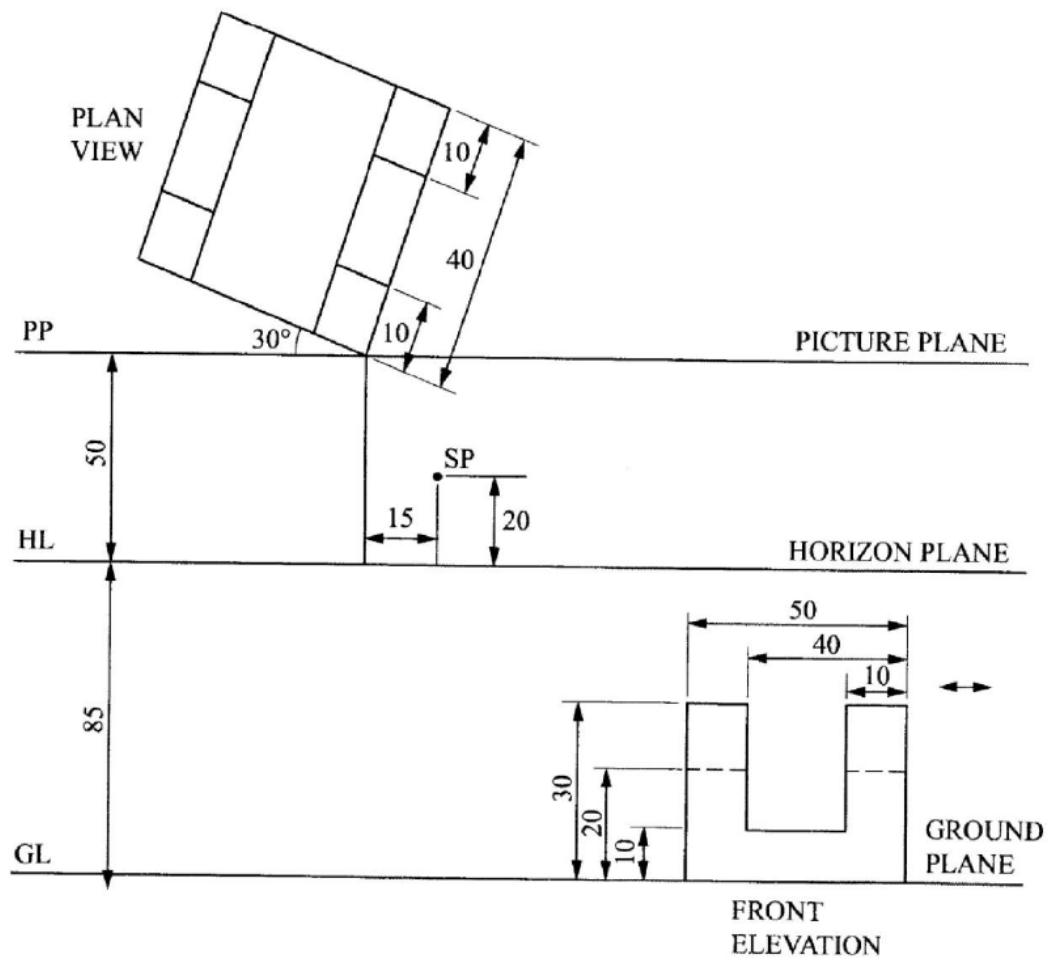 PLAN
VIEW
10
40
10
30°
PP
PICTURE PLANE
50
SP
15
20
HL
HORIZON PLANE
50
40
10
85
30
20
10
GL
GROUND
PLANE
FRONT
ELEVATION